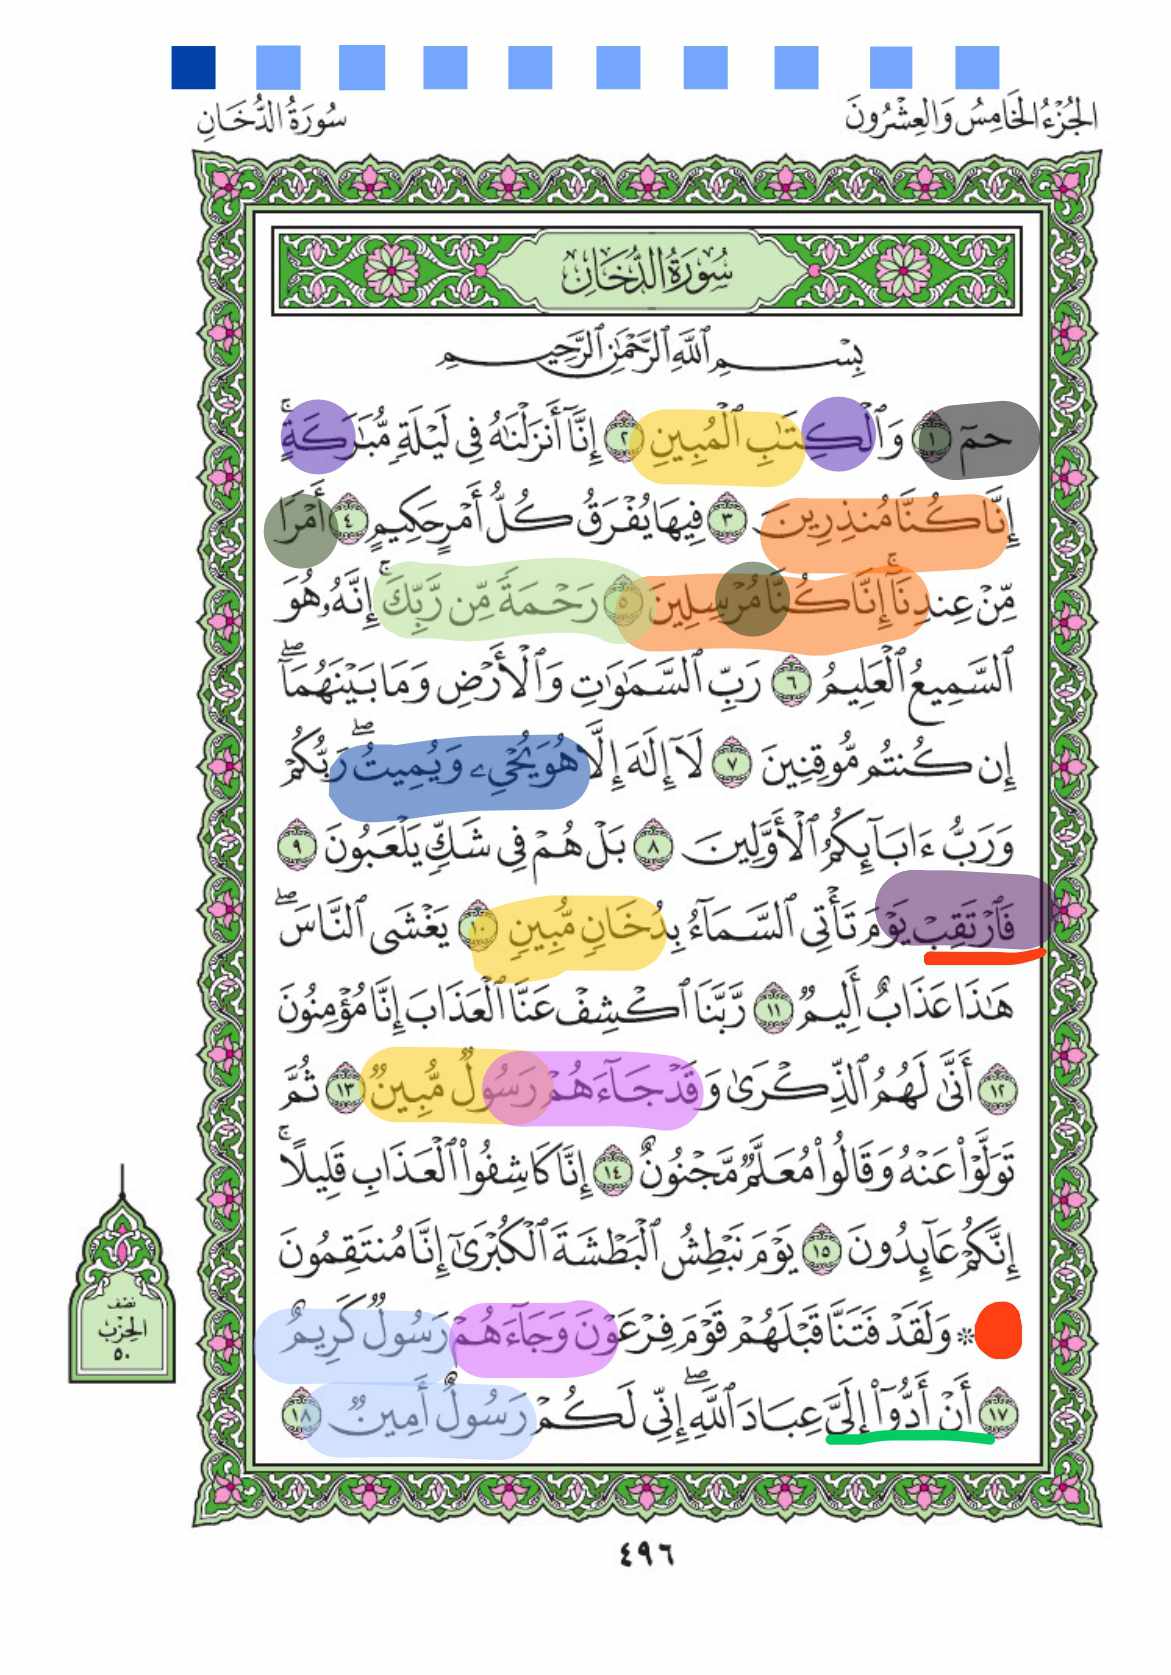 الجُزْءُ الخَامِسُ وَالعِشْرُونَ
سُورَةُ الدُّخَانِ
سُورَةُ الدُّخَانِ
بِسْمِ ٱللَّهِ ٱلرَّحْمَٰنِ ٱلرَّحِيمِ
حمٓ ١ وَٱلْكِتَٰبِ ٱلْمُبِينِ ٢ إِنَّآ أَنزَلْنَٰهُ فِى لَيْلَةٍ مُّبَٰرَكَةٍ ۚ
إِنَّا كُنَّا مُنذِرِينَ ٣ فِيهَا يُفْرَقُ كُلُّ أَمْرٍ حَكِيمٍ ٤ أَمْرًا
مِّنْ عِندِنَآ ۚ إِنَّا كُنَّا مُرْسِلِينَ ٥ رَحْمَةً مِّن رَّبِّكَ ۚ إِنَّهُۥ هُوَ
ٱلسَّمِيعُ ٱلْعَلِيمُ ٦ رَبِّ ٱلسَّمَٰوَٰتِ وَٱلْأَرْضِ وَمَا بَيْنَهُمَآ ۖ
إِن كُنتُم مُّوقِنِينَ ٧ لَآ إِلَٰهَ إِلَّا هُوَ يُحْىِۦ وَيُمِيتُ ۖ رَبُّكُمْ
وَرَبُّ ءَابَآئِكُمُ ٱلْأَوَّلِينَ ٨ بَلْ هُمْ فِى شَكٍّ يَلْعَبُونَ ٩
فَٱرْتَقِبْ يَوْمَ تَأْتِى ٱلسَّمَآءُ بِدُخَانٍ مُّبِينٍ ١٠ يَغْشَى ٱلنَّاسَ ۖ
هَٰذَا عَذَابٌ أَلِيمٌ ١١ رَّبَّنَا ٱكْشِفْ عَنَّا ٱلْعَذَابَ إِنَّا مُؤْمِنُونَ
١٢ أَنَّىٰ لَهُمُ ٱلذِّكْرَىٰ وَقَدْ جَآءَهُمْ رَسُولٌ مُّبِينٌ ١٣ ثُمَّ
تَوَلَّوْا۟ عَنْهُ وَقَالُوا۟ مُعَلَّمٌ مَّجْنُونٌ ١٤ إِنَّا كَاشِفُوا۟ ٱلْعَذَابِ قَلِيلًا ۚ
إِنَّكُمْ عَآئِدُونَ ١٥ يَوْمَ نَبْطِشُ ٱلْبَطْشَةَ ٱلْكُبْرَىٰٓ إِنَّا مُنتَقِمُونَ
۞ وَلَقَدْ فَتَنَّا قَبْلَهُمْ قَوْمَ فِرْعَوْنَ وَجَآءَهُمْ رَسُولٌ كَرِيمٌ
١٧ أَنْ أَدُّوٓا۟ إِلَىَّ عِبَادَ ٱللَّهِ ۖ إِنِّى لَكُمْ رَسُولٌ أَمِينٌ ١٨
نصف
الحِزْب
٥٠
٤٩٦